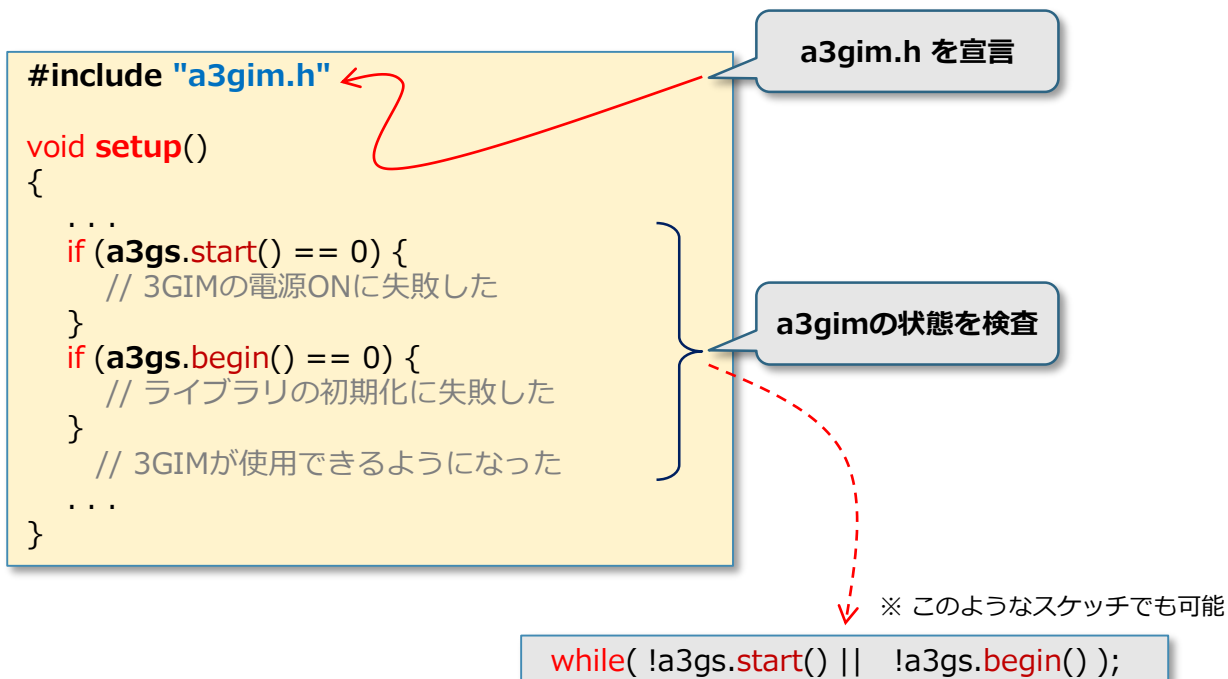 #include "a3gim.h"
void setup()
{
. . .
if (a3gs.start() == 0) {
// 3GIMの電源ONに失敗した
}
if (a3gs.begin() == 0) {
// ライブラリの初期化に失敗した
}
// 3GIMが使用できるようになった
. . .
}
a3gim.h を宣言
a3gimの状態を検査
※ このようなスケッチでも可能
while( !a3gs.start() || !a3gs.begin() );